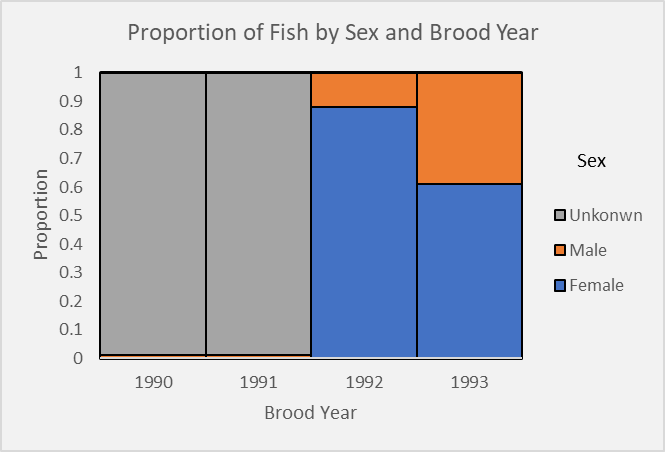 Proportion of Fish by Sex and Brood Year
1
0.9
0.8
0.7
0.6
0.5
0.4
0.3
0.2
0.1
0
Proportion
1990 1991 1992 1993
Brood Year
Sex
Unkonwn
Male
Female